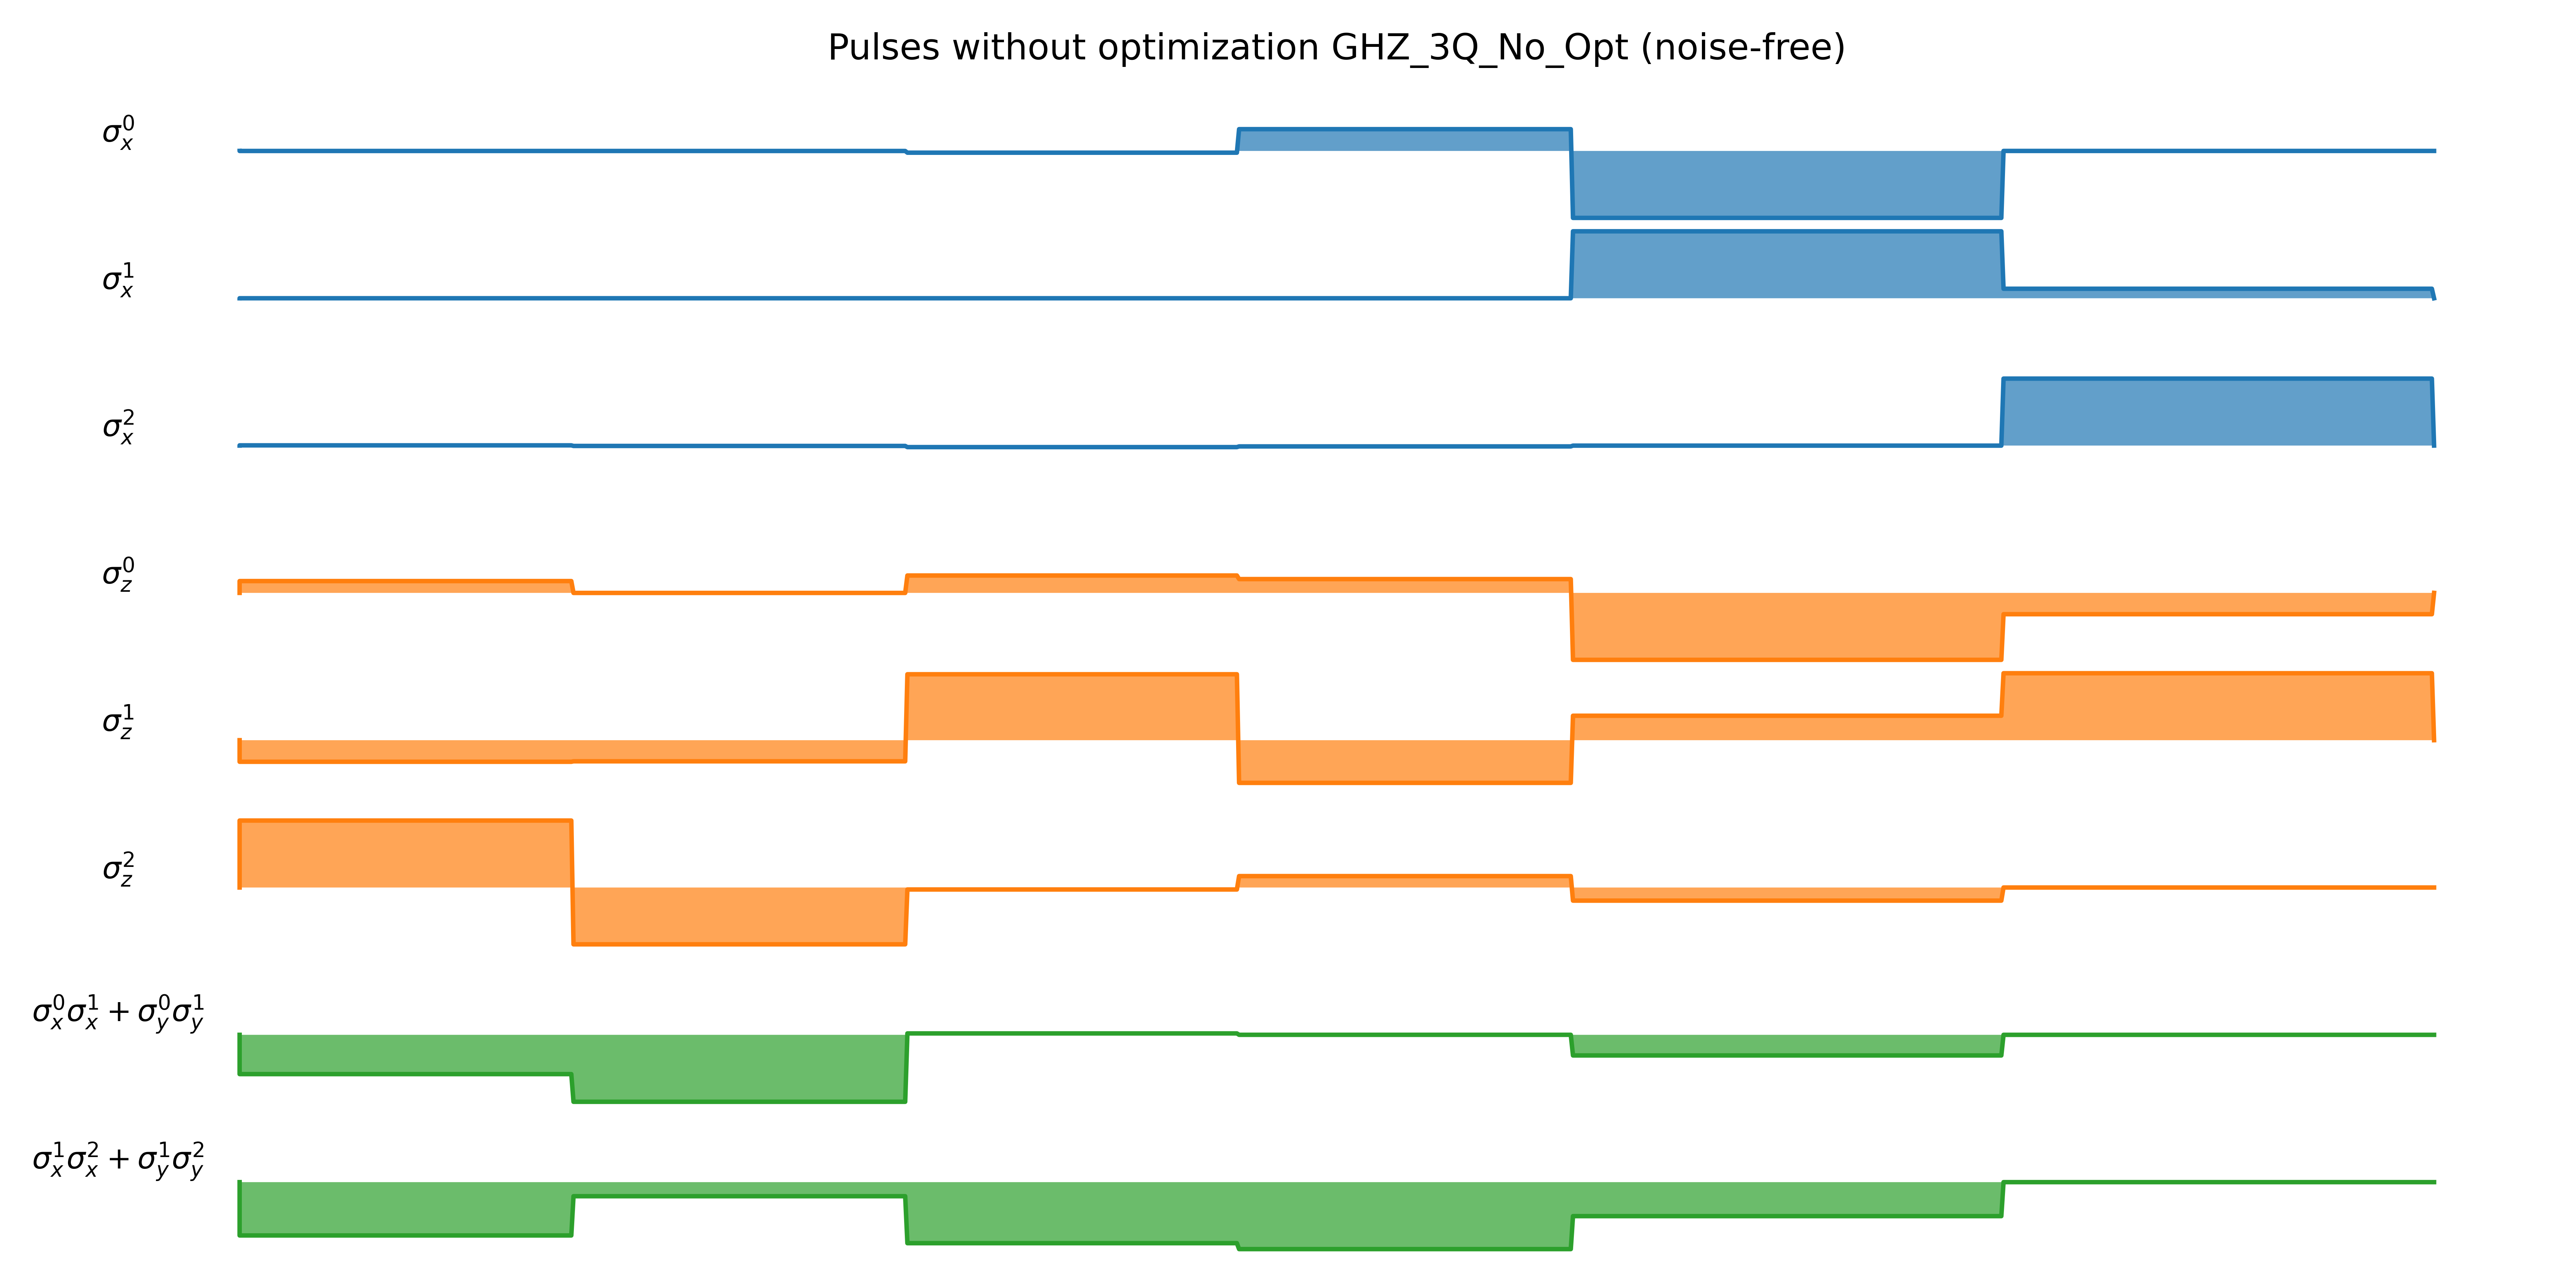 Pulses without optimization GHZ_3Q_No_Opt (noise-free)
σ_x^0
σ_x^1
σ_x^2
σ_z^0
σ_z^1
σ_z^2
σ_x^0σ_x^1 + σ_y^0σ_y^1
σ_x^1σ_x^2 + σ_y^1σ_y^2